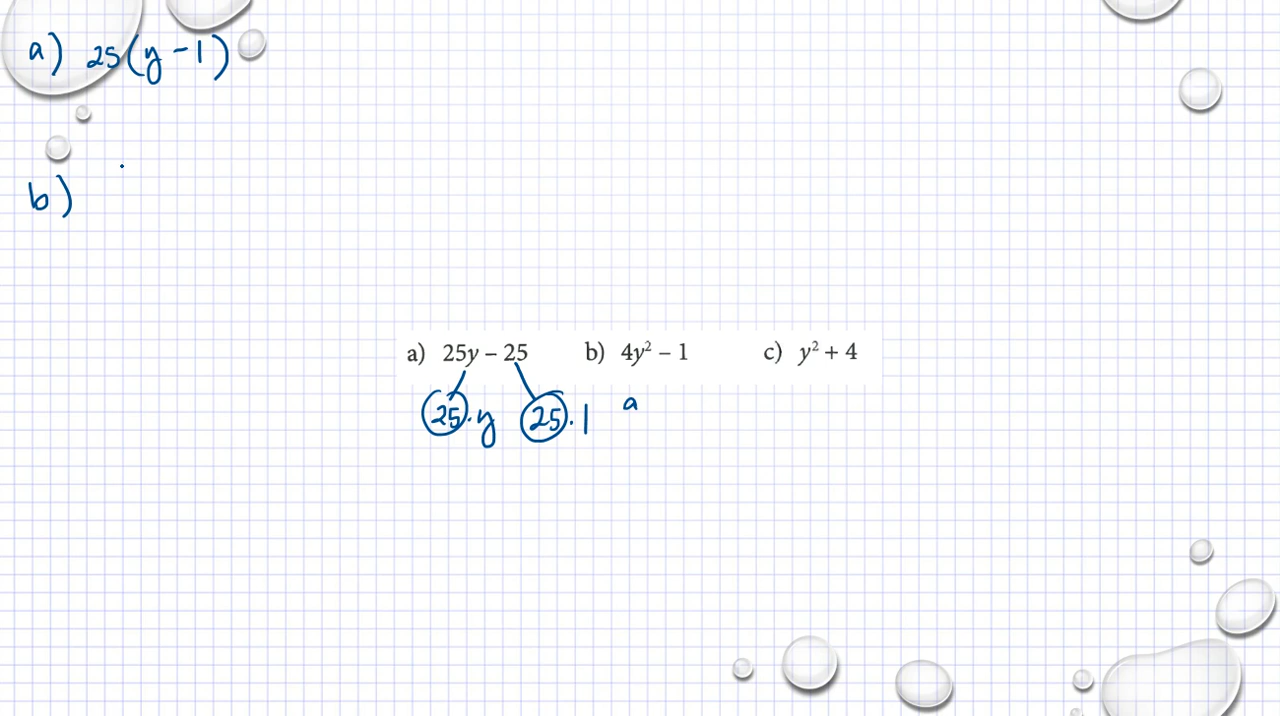 a) 25(y - 1)
b)
a) 25y – 25 b) 4y² – 1 c) y² + 4
25·y 25·1 a